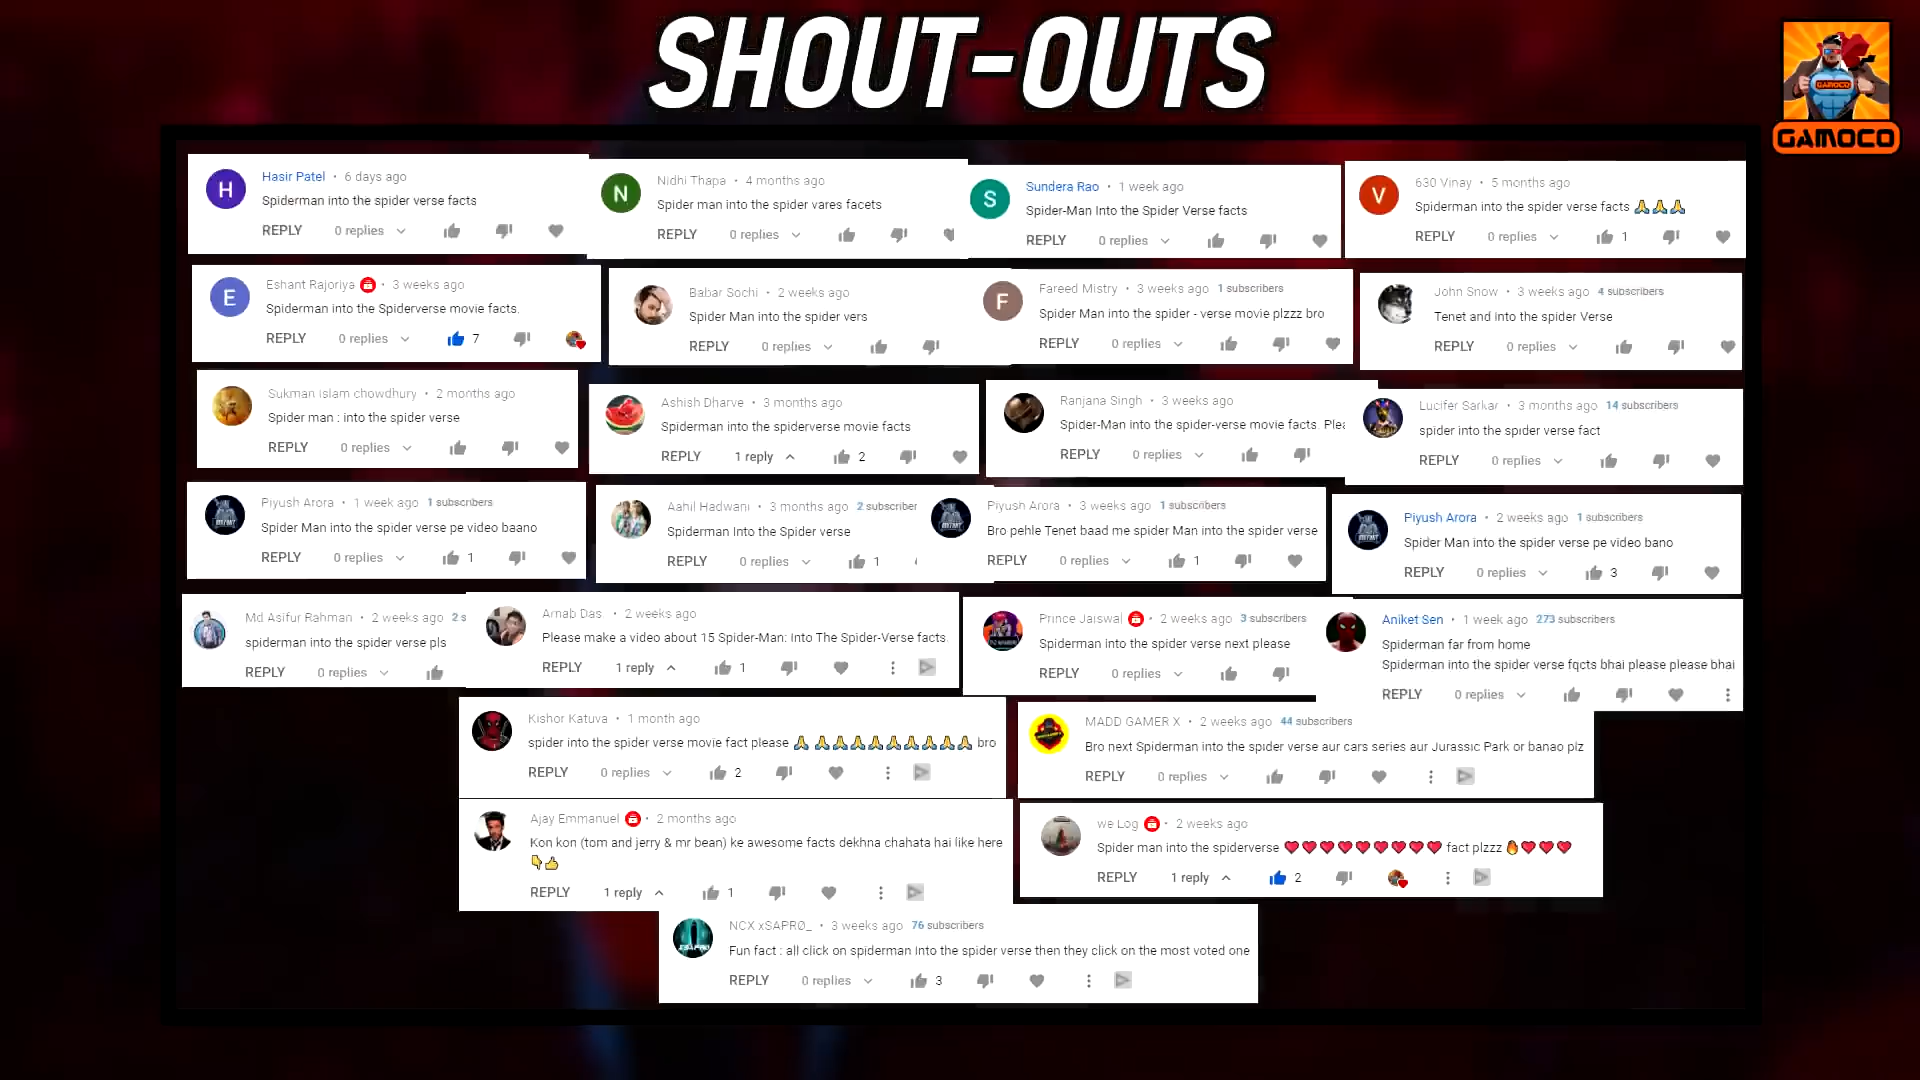 SHOUT-OUTS
GAMOCO
GAMOCO
H
Hasir Patel • 6 days ago
Spiderman into the spider verse facts
REPLY 0 replies
N
Nidhi Thapa • 4 months ago
Spider man into the spider vares facets
REPLY 0 replies
S
Sundera Rao • 1 week ago
Spider-Man Into the Spider Verse facts
REPLY 0 replies
V
630 Vinay • 5 months ago
Spiderman into the spider verse facts 🙏🙏🙏
REPLY 0 replies 1
E
Eshant Rajoriya • 3 weeks ago
Spiderman into the Spiderverse movie facts.
REPLY 0 replies 7
Babar Sochi • 2 weeks ago
Spider Man into the spider vers
REPLY 0 replies
F
Fareed Mistry • 3 weeks ago 1 subscribers
Spider Man into the spider - verse movie plzzz bro
REPLY 0 replies
John Snow • 3 weeks ago 4 subscribers
Tenet and into the spider Verse
REPLY 0 replies
Sukman islam chowdhury • 2 months ago
Spider man : into the spider verse
REPLY 0 replies
Ashish Dharve • 3 months ago
Spiderman into the spiderverse movie facts
REPLY 1 reply 2
Ranjana Singh • 3 weeks ago
Spider-Man into the spider-verse movie facts. Plea
REPLY 0 replies
Lucifer Sarkar • 3 months ago 14 subscribers
spider into the spider verse fact
REPLY 0 replies
Piyush Arora • 1 week ago 1 subscribers
Spider Man into the spider verse pe video baano
REPLY 0 replies 1
Aahil Hadwani • 3 months ago 2 subscriber
Spiderman Into the Spider verse
REPLY 0 replies 1
Piyush Arora • 3 weeks ago 1 subscribers
Bro pehle Tenet baad me spider Man into the spider verse
REPLY 0 replies 1
Piyush Arora • 2 weeks ago 1 subscribers
Spider Man into the spider verse pe video bano
REPLY 0 replies 3
Md Asifur Rahman • 2 weeks ago 2 s
spiderman into the spider verse pls
REPLY 0 replies
Arnab Das. • 2 weeks ago
Please make a video about 15 Spider-Man: Into The Spider-Verse facts.
REPLY 1 reply 1
Prince Jaiswal • 2 weeks ago 3 subscribers
Spiderman into the spider verse next please
REPLY 0 replies
Aniket Sen • 1 week ago 273 subscribers
Spiderman far from home
Spiderman into the spider verse fqcts bhai please please bhai
REPLY 0 replies
Kishor Katuva • 1 month ago
spider into the spider verse movie fact please 🙏 🙏🙏🙏🙏🙏🙏🙏🙏🙏 bro
REPLY 0 replies 2
MADD GAMER X • 2 weeks ago 44 subscribers
Bro next Spiderman into the spider verse aur cars series aur Jurassic Park or banao plz
REPLY 0 replies
Ajay Emmanuel • 2 months ago
Kon kon (tom and jerry & mr bean) ke awesome facts dekhna chahata hai like here
👇👍
REPLY 1 reply 1
we Log • 2 weeks ago
Spider man into the spiderverse ❤❤❤❤❤❤❤❤❤ fact plzzz 🔥❤❤❤
REPLY 1 reply 2
NCX xSAPRØ_ • 3 weeks ago 76 subscribers
Fun fact : all click on spiderman into the spider verse then they click on the most voted one
REPLY 0 replies 3